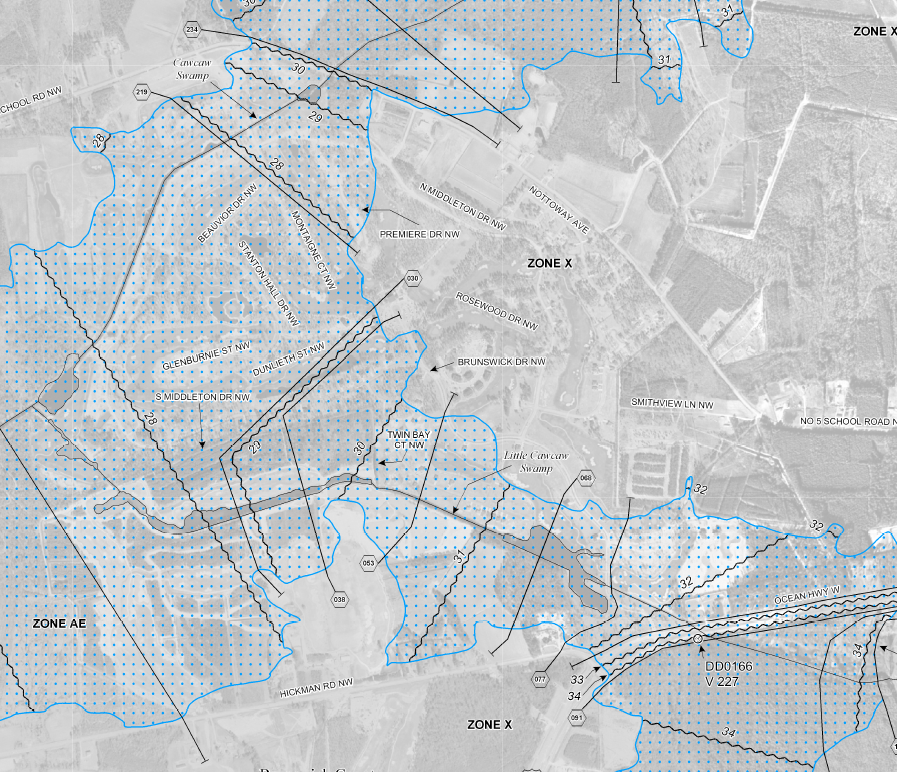 30
31
234
ZONE X
Cawcaw
Swamp
30
31
219
SCHOOL RD NW
29
28
28
BEAUVIOR DR NW
MONTAIGNE CT NW
N MIDDLETON DR NW
NOTTOWAY AVE
PREMIERE DR NW
STANTON HALL DR NW
ZONE X
030
ROSEWOOD DR NW
GLENBURNIE ST NW
DUNLIETH ST NW
BRUNSWICK DR NW
S MIDDLETON DR NW
28
SMITHVIEW LN NW
NO 5 SCHOOL ROAD N
29
30
TWIN BAY
CT NW
Little Cawcaw
Swamp
068
32
32
31
053
32
038
OCEAN HWY W
ZONE AE
DD0166
V 227
34
077
33
34
HICKMAN RD NW
091
ZONE X
34